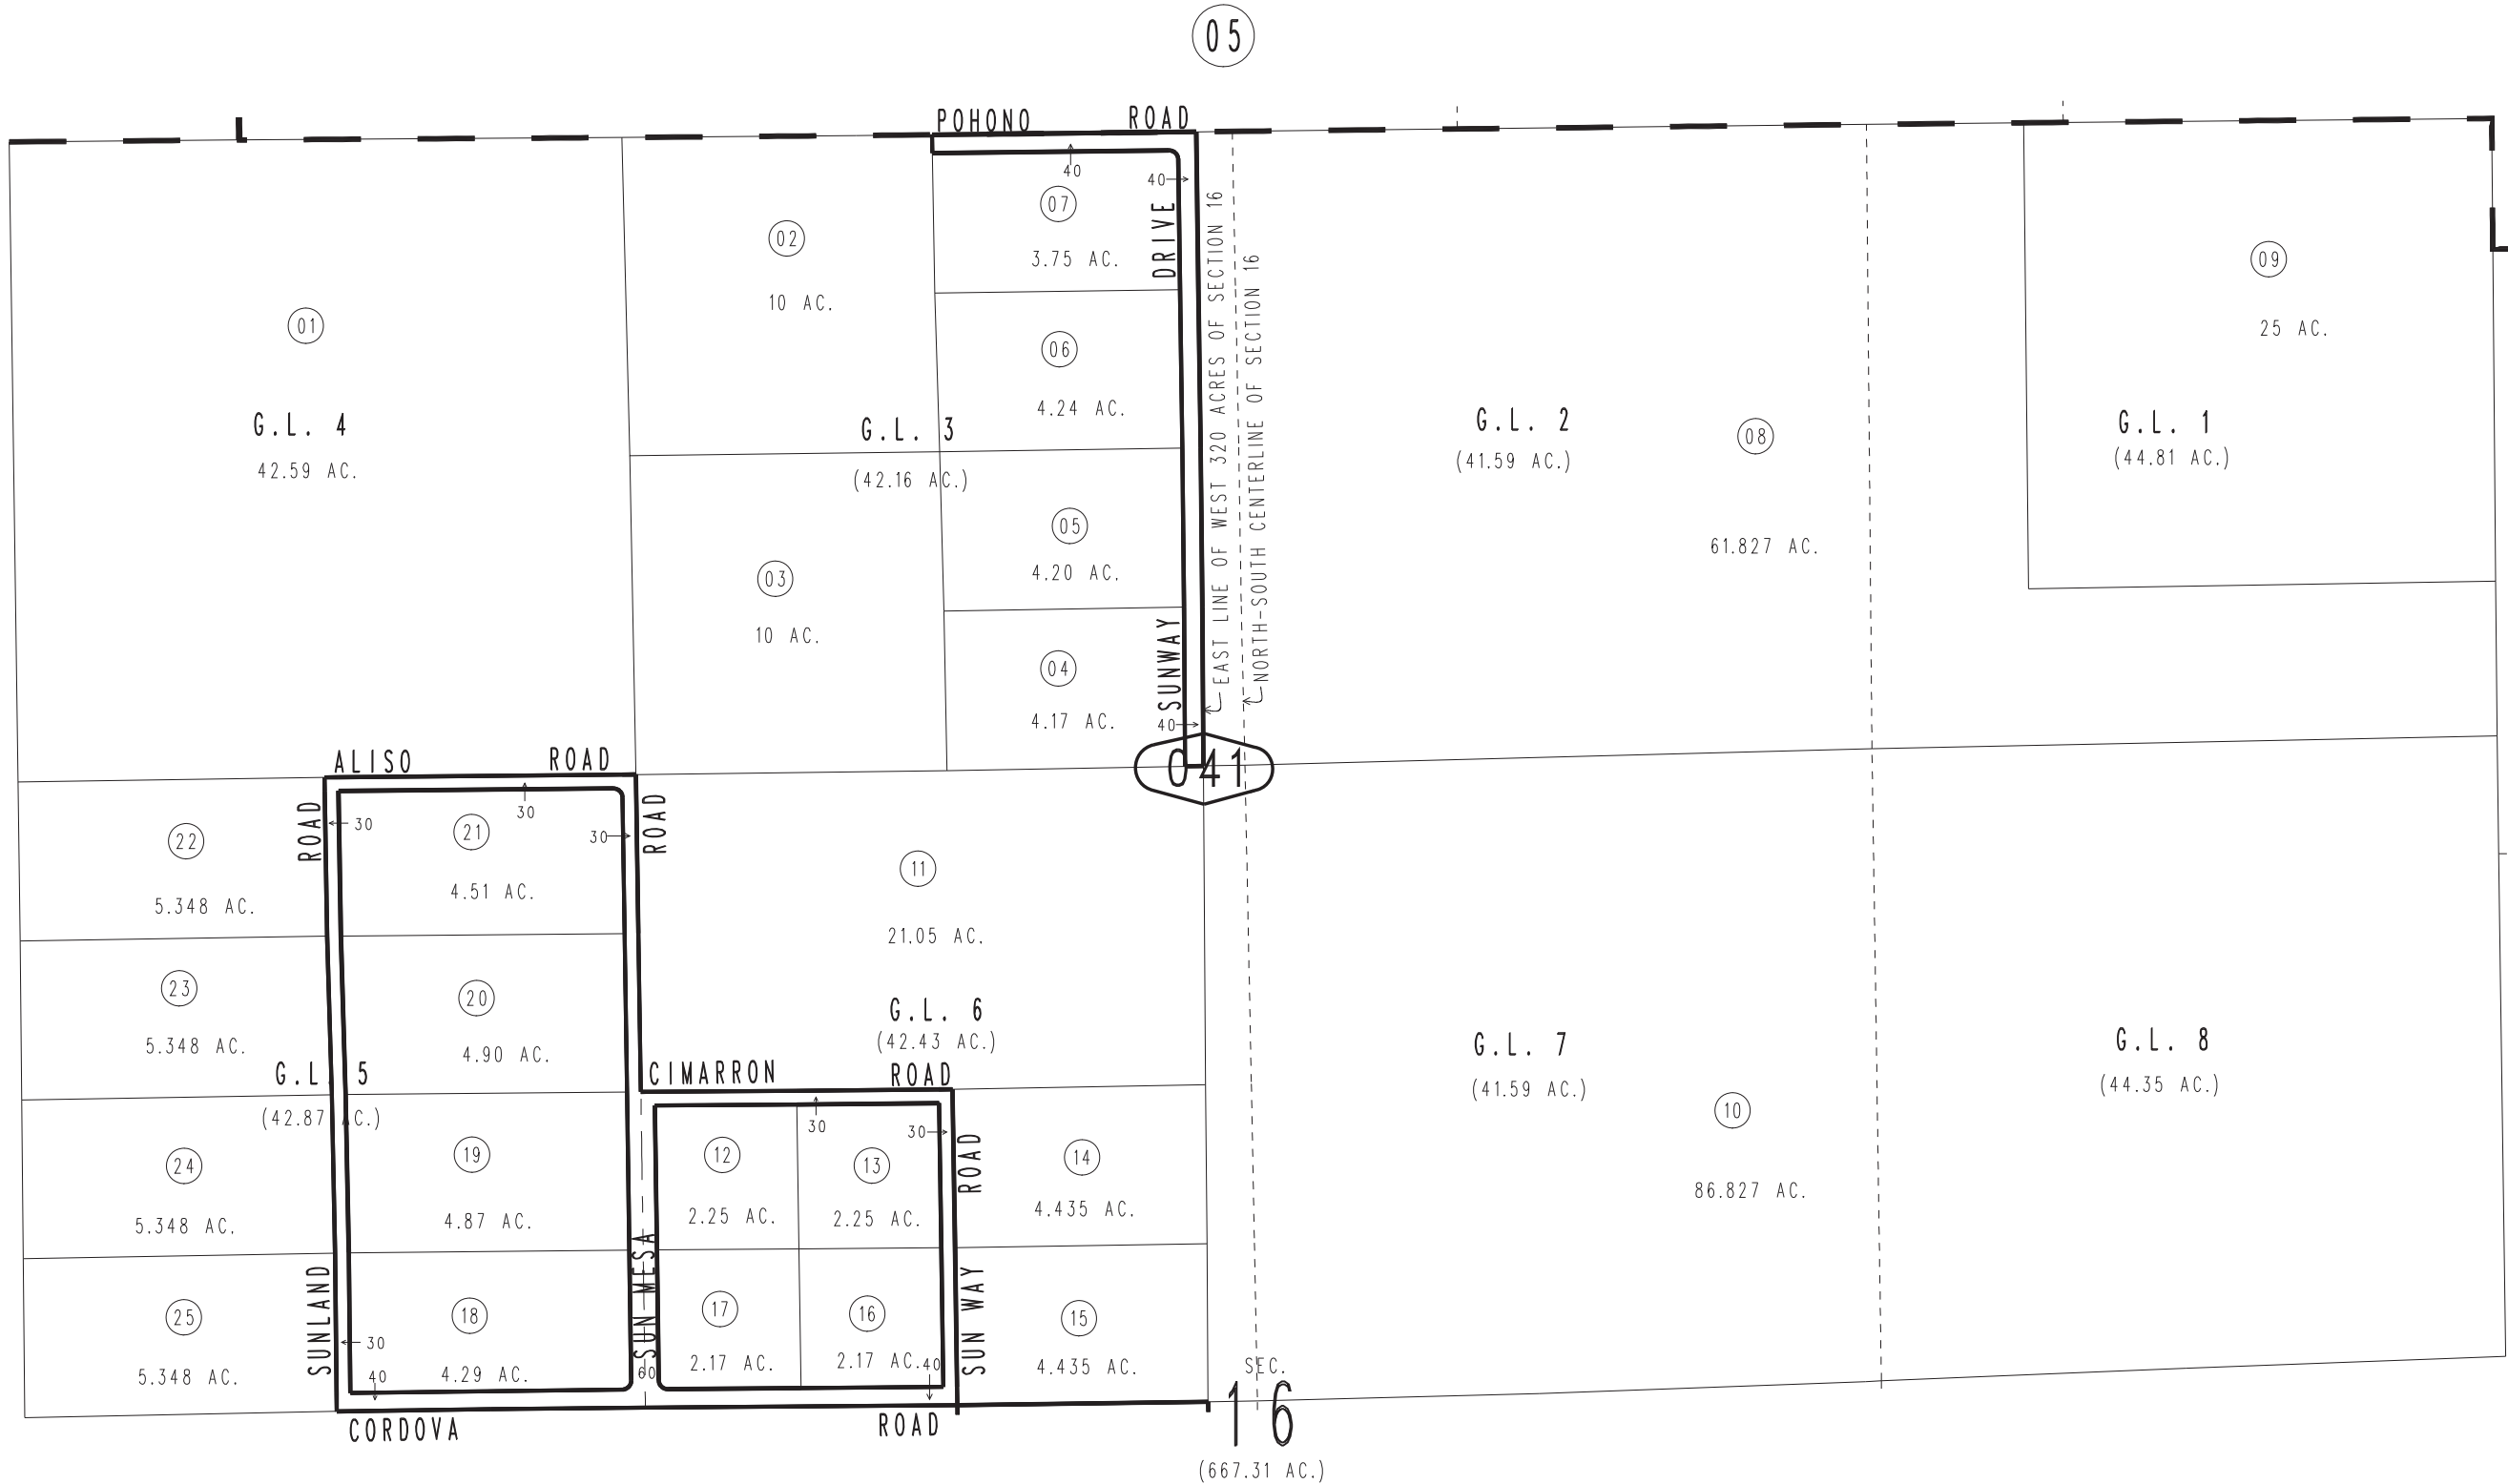 05
POHONO ROAD
40
40
07
3.75 AC.
DRIVE
02
10 AC.
01
G.L. 4
42.59 AC.
06
4.24 AC.
G.L. 3
(42.16 AC.)
05
4.20 AC.
03
10 AC.
04
4.17 AC.
SUNWAY
40
EAST LINE OF WEST 320 ACRES OF SECTION 16
NORTH-SOUTH CENTERLINE OF SECTION 16
G.L. 2
(41.59 AC.)
08
61.827 AC.
09
25 AC.
G.L. 1
(44.81 AC.)
041
ALISO ROAD
ROAD
30
30
30
ROAD
22
5.348 AC.
21
4.51 AC.
11
21.05 AC.
23
5.348 AC.
20
4.90 AC.
G.L. 6
(42.43 AC.)
G.L. 5
(42.87 AC.)
CIMARRON ROAD
30
30
ROAD
24
5.348 AC.
19
4.87 AC.
12
2.25 AC.
13
2.25 AC.
14
4.435 AC.
SUNLAND
SUN MESA
SUN WAY
25
5.348 AC.
30
40
18
4.29 AC.
60
17
2.17 AC.
16
2.17 AC.
40
15
4.435 AC.
CORDOVA ROAD
G.L. 7
(41.59 AC.)
10
86.827 AC.
G.L. 8
(44.35 AC.)
SEC.
16
(667.31 AC.)